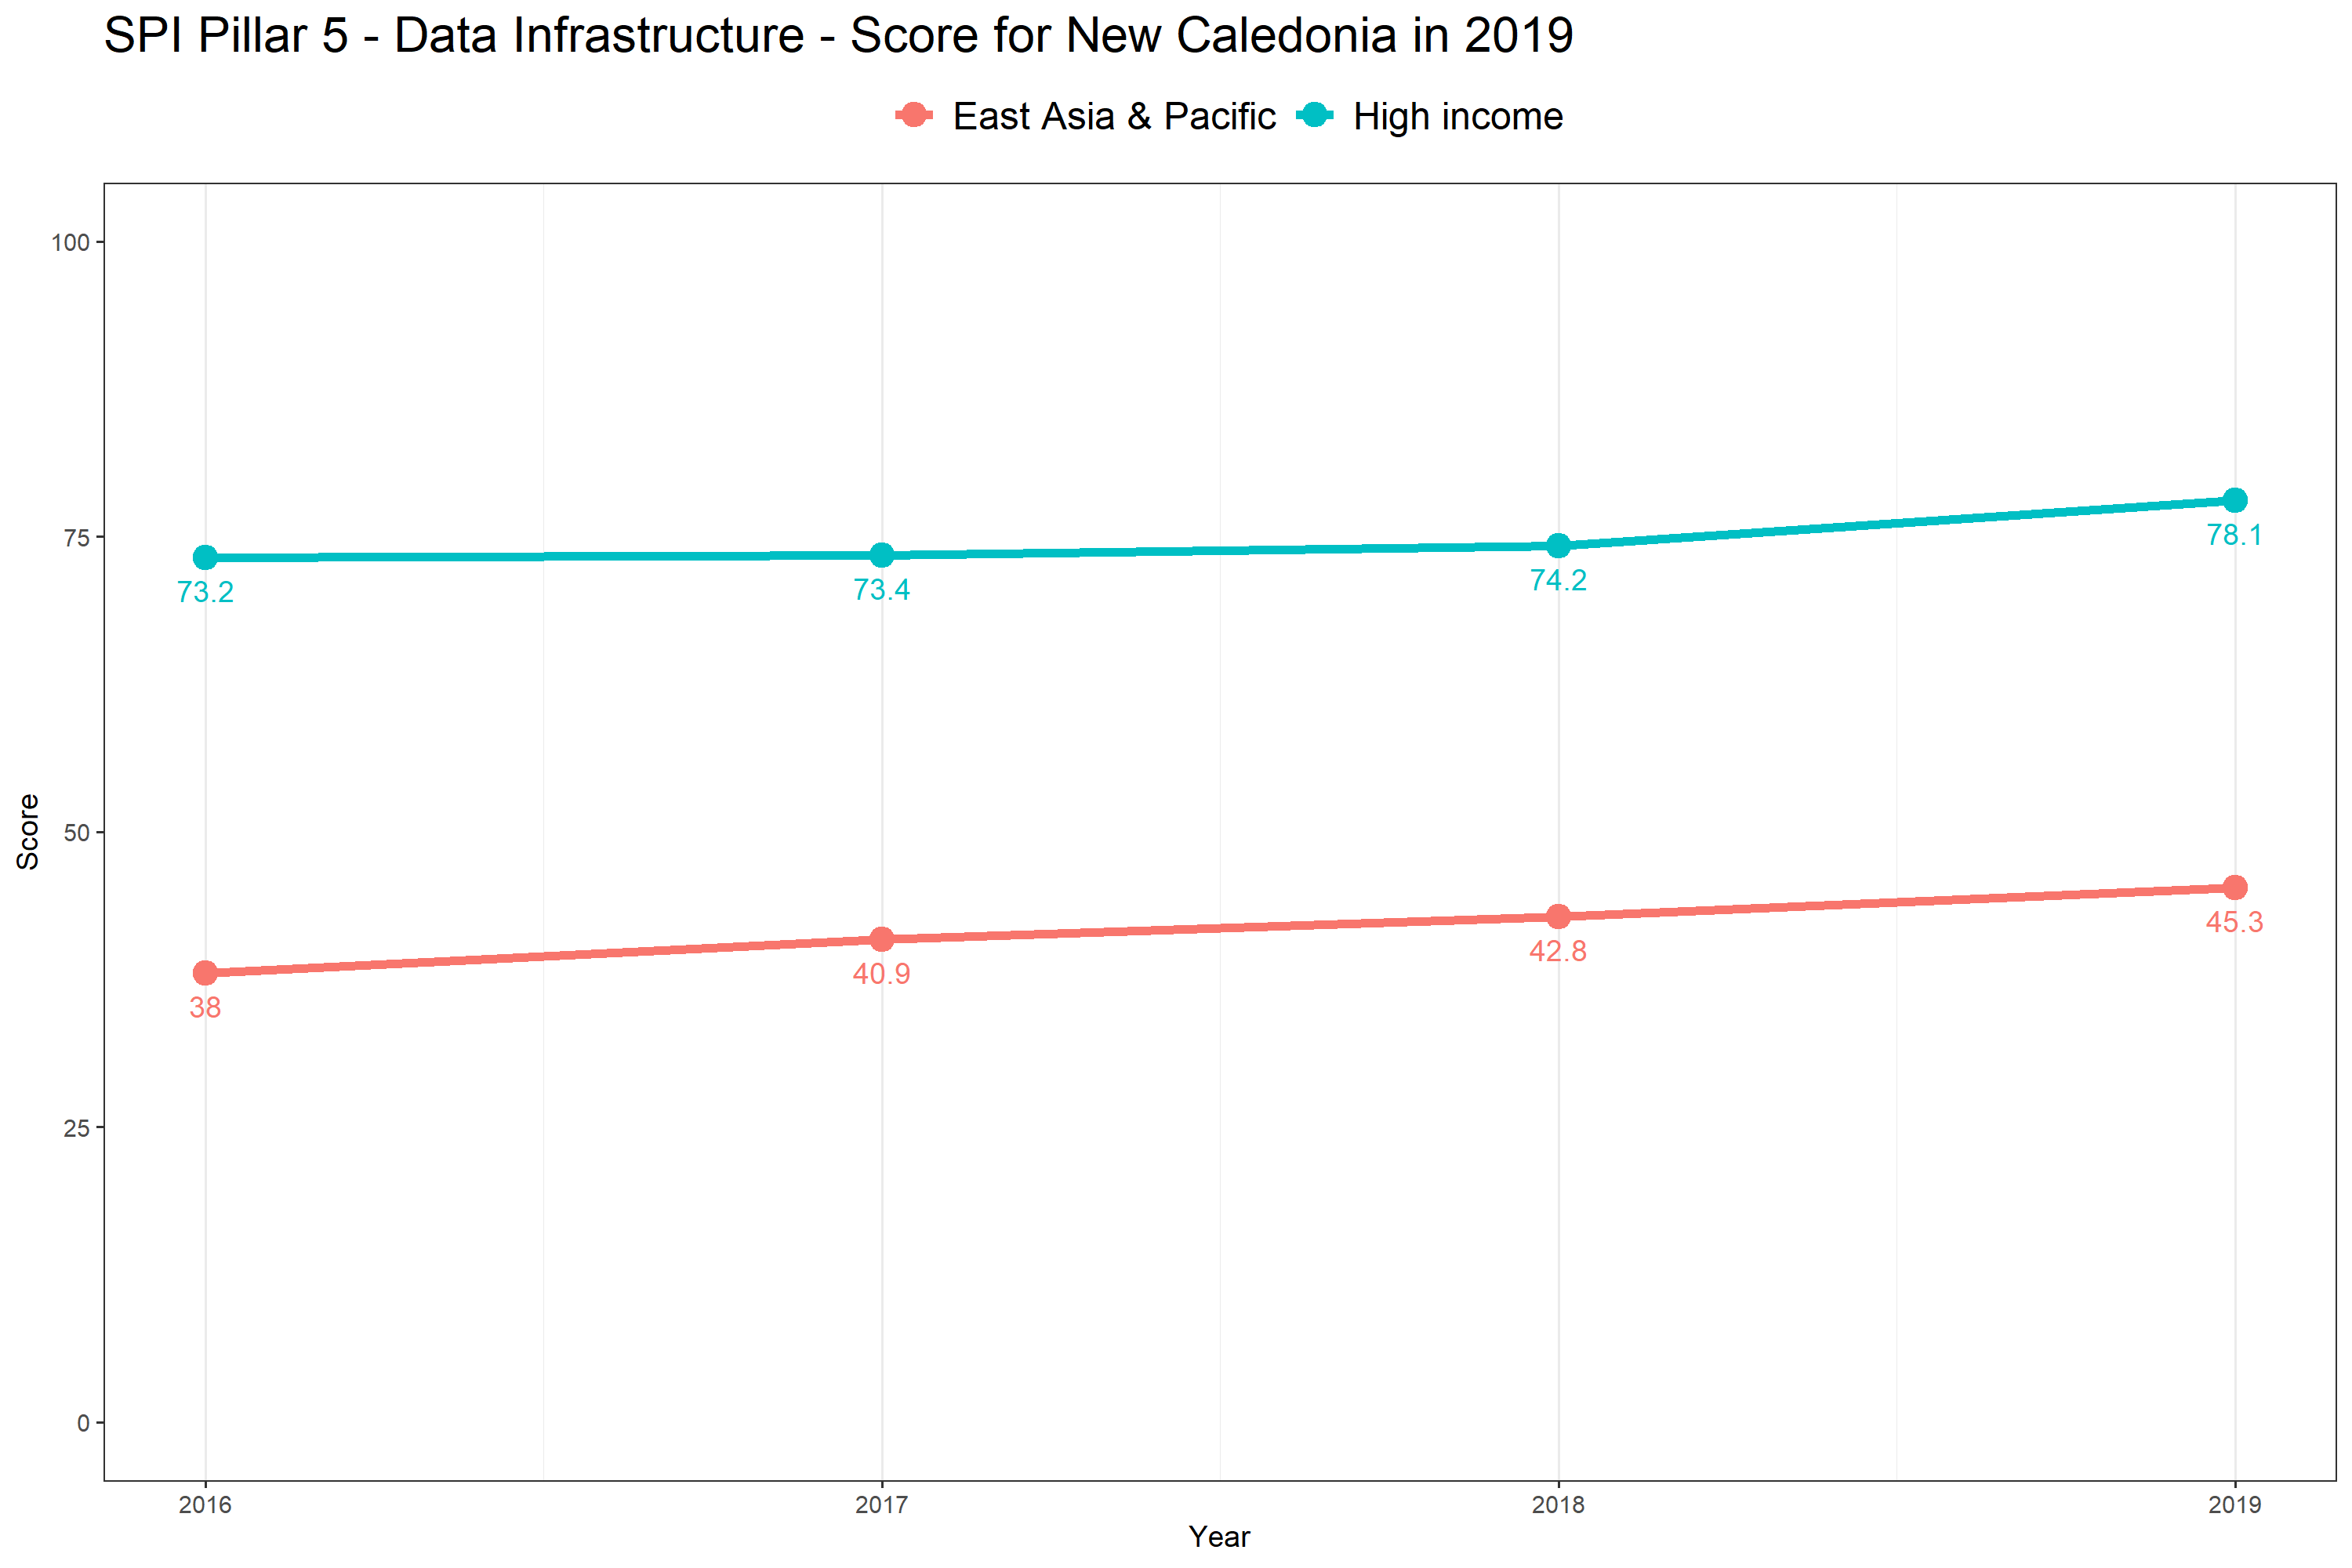 SPI Pillar 5 - Data Infrastructure - Score for New Caledonia in 2019
East Asia & Pacific High income
100
75
50
25
0
Score
73.2
73.4
74.2
78.1
38
40.9
42.8
45.3
2016 2017 2018 2019
Year